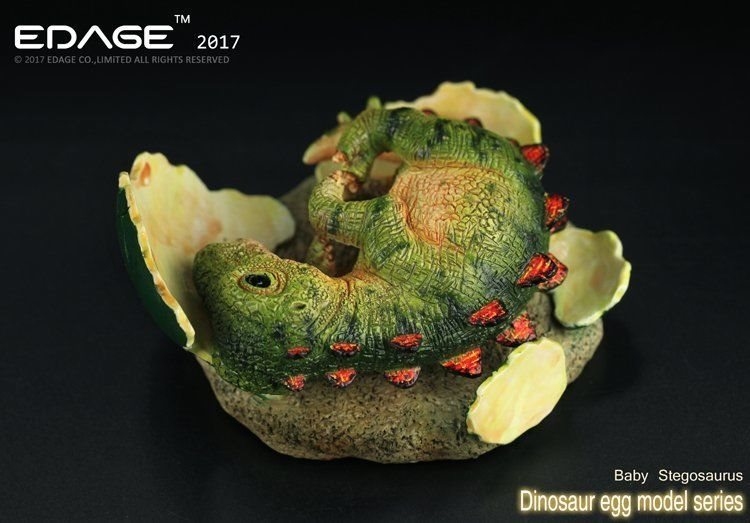 EDAGE™ 2017
© 2017 EDAGE CO.,LIMITED ALL RIGHTS RESERVED
Baby Stegosaurus
Dinosaur egg model series